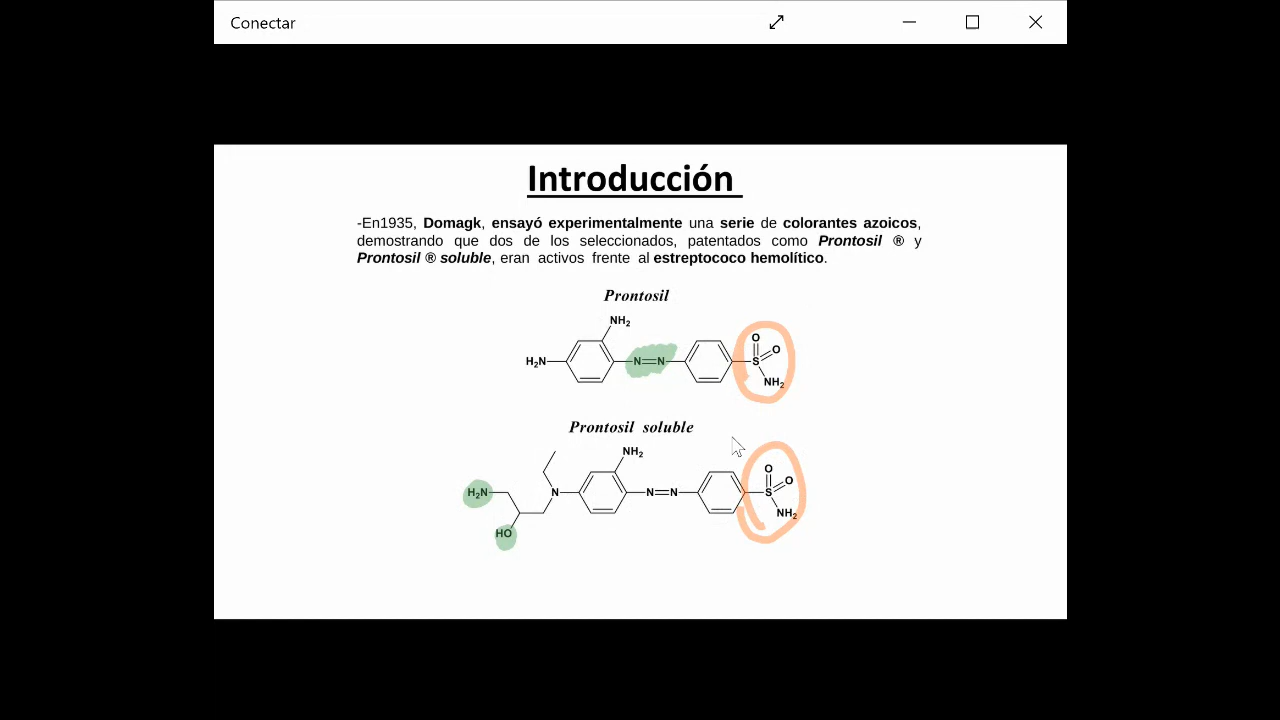 Conectar
Introducción
-En1935, Domagk, ensayó experimentalmente una serie de colorantes azoicos,
demostrando que dos de los seleccionados, patentados como Prontosil ® y
Prontosil ® soluble, eran activos frente al estreptococo hemolítico.
Prontosil
NH2
O
H2N N N S O
NH2
Prontosil soluble
NH2
O
H2N N N N S O
NH2
HO